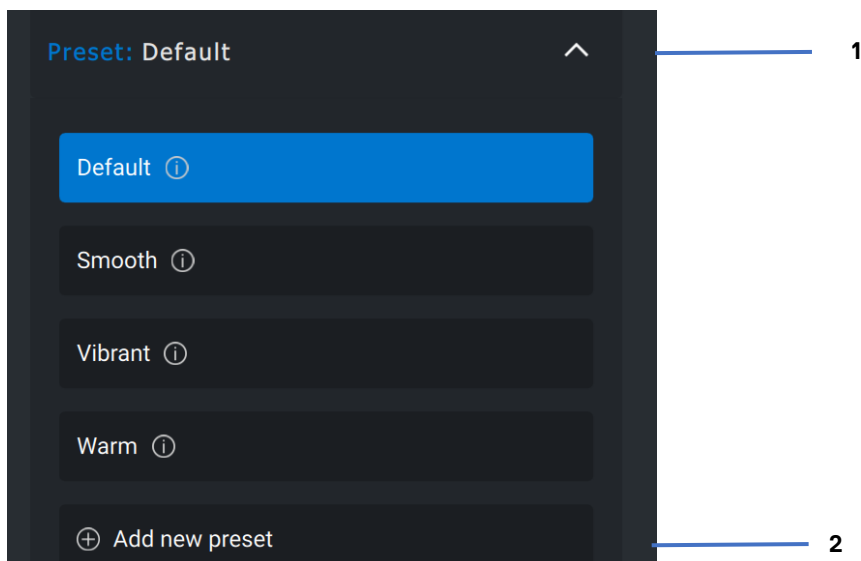 Preset: Default
1
Default
Smooth
Vibrant
Warm
Add new preset
2